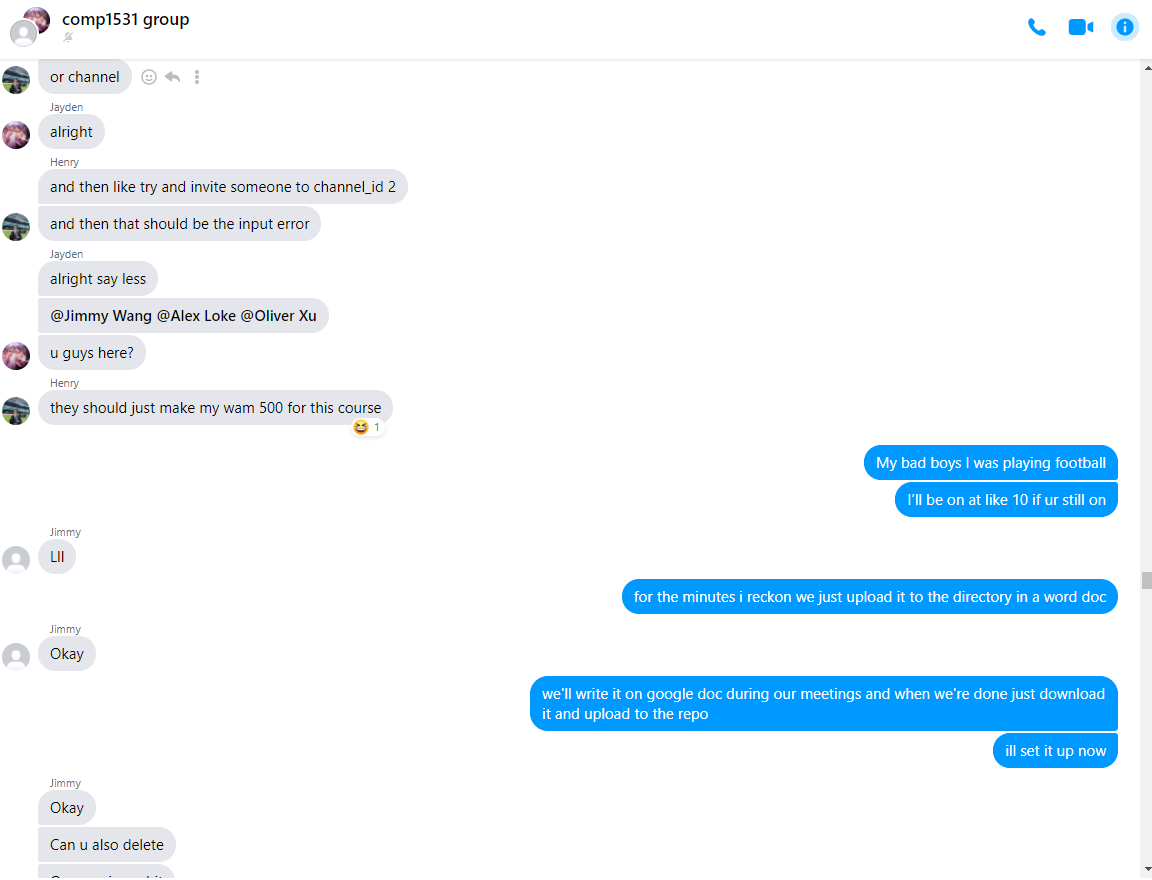 comp1531 group
or channel
Jayden
alright
Henry
and then like try and invite someone to channel_id 2
and then that should be the input error
Jayden
alright say less
@Jimmy Wang @Alex Loke @Oliver Xu
u guys here?
Henry
they should just make my wam 500 for this course
1
My bad boys I was playing football
I'll be on at like 10 if ur still on
Jimmy
Lll
for the minutes i reckon we just upload it to the directory in a word doc
Jimmy
Okay
we'll write it on google doc during our meetings and when we're done just download
it and upload to the repo
ill set it up now
Jimmy
Okay
Can u also delete